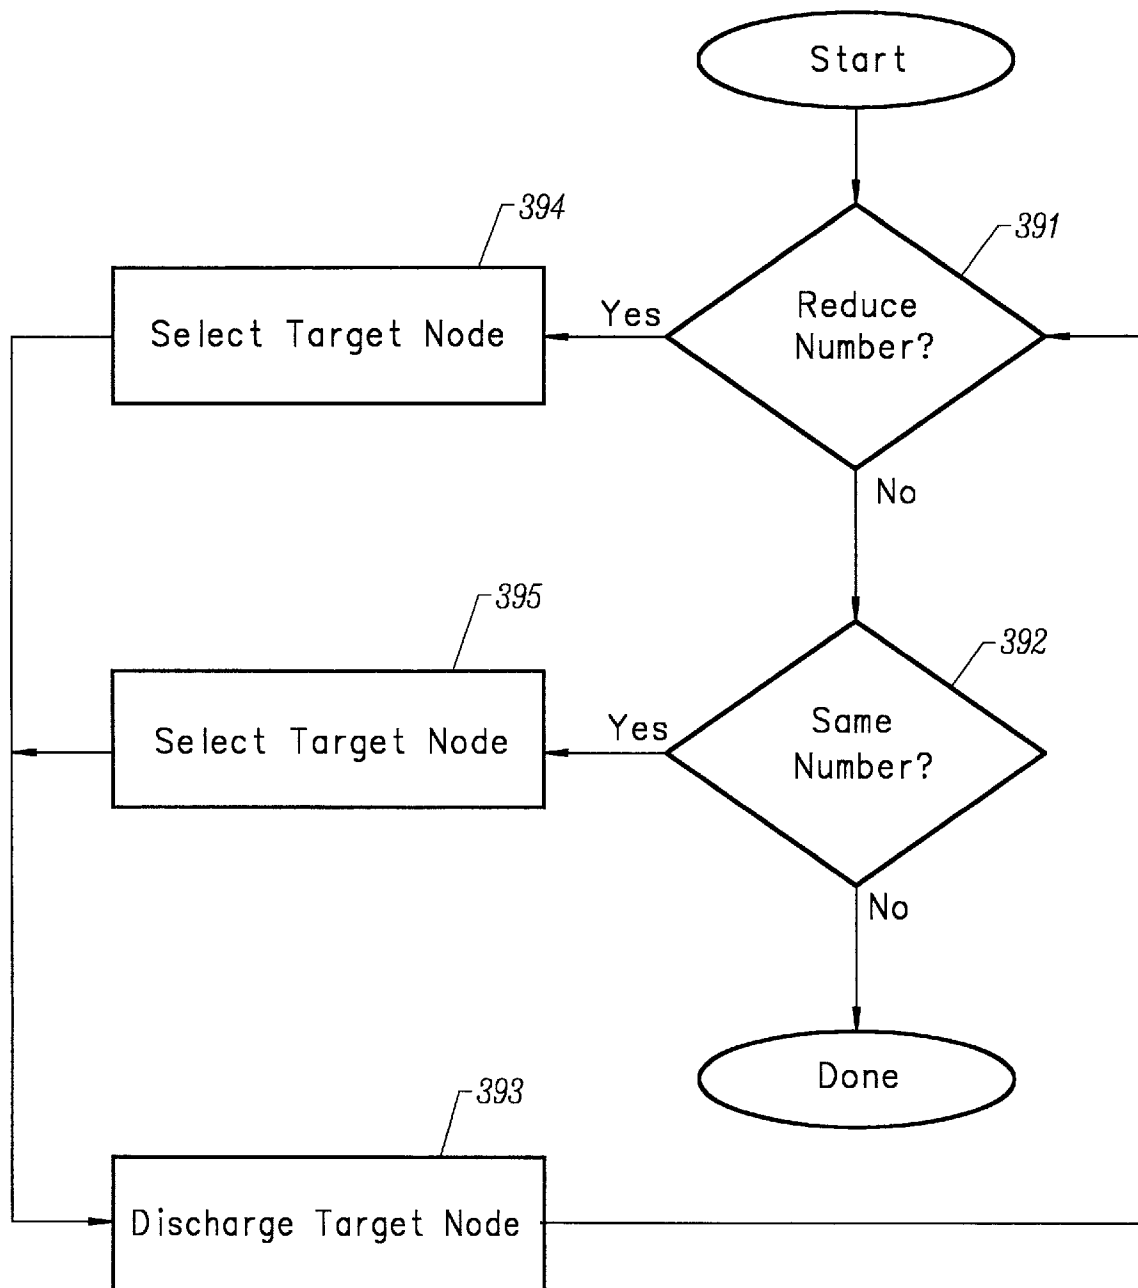 Start
394
391
Select Target Node
Yes
Reduce
Number?
No
395
392
Select Target Node
Yes
Same
Number?
No
Done
393
Discharge Target Node